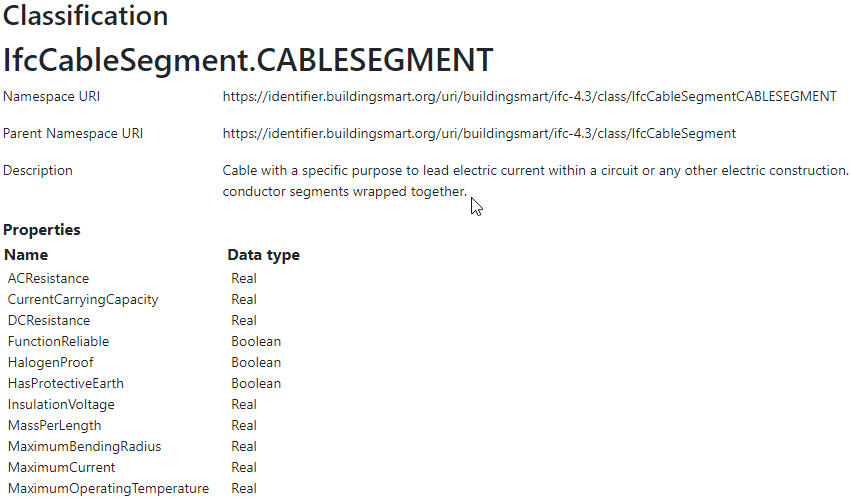 Classification
IfcCableSegment.CABLESEGMENT
Namespace URI https://identifier.buildingsmart.org/uri/buildingsmart/ifc-4.3/class/IfcCableSegmentCABLESEGMENT
Parent Namespace URI https://identifier.buildingsmart.org/uri/buildingsmart/ifc-4.3/class/IfcCableSegment
Description Cable with a specific purpose to lead electric current within a circuit or any other electric construction.
conductor segments wrapped together.
Properties
Name Data type
ACResistance Real
CurrentCarryingCapacity Real
DCResistance Real
FunctionReliable Boolean
HalogenProof Boolean
HasProtectiveEarth Boolean
InsulationVoltage Real
MassPerLength Real
MaximumBendingRadius Real
MaximumCurrent Real
MaximumOperatingTemperature Real